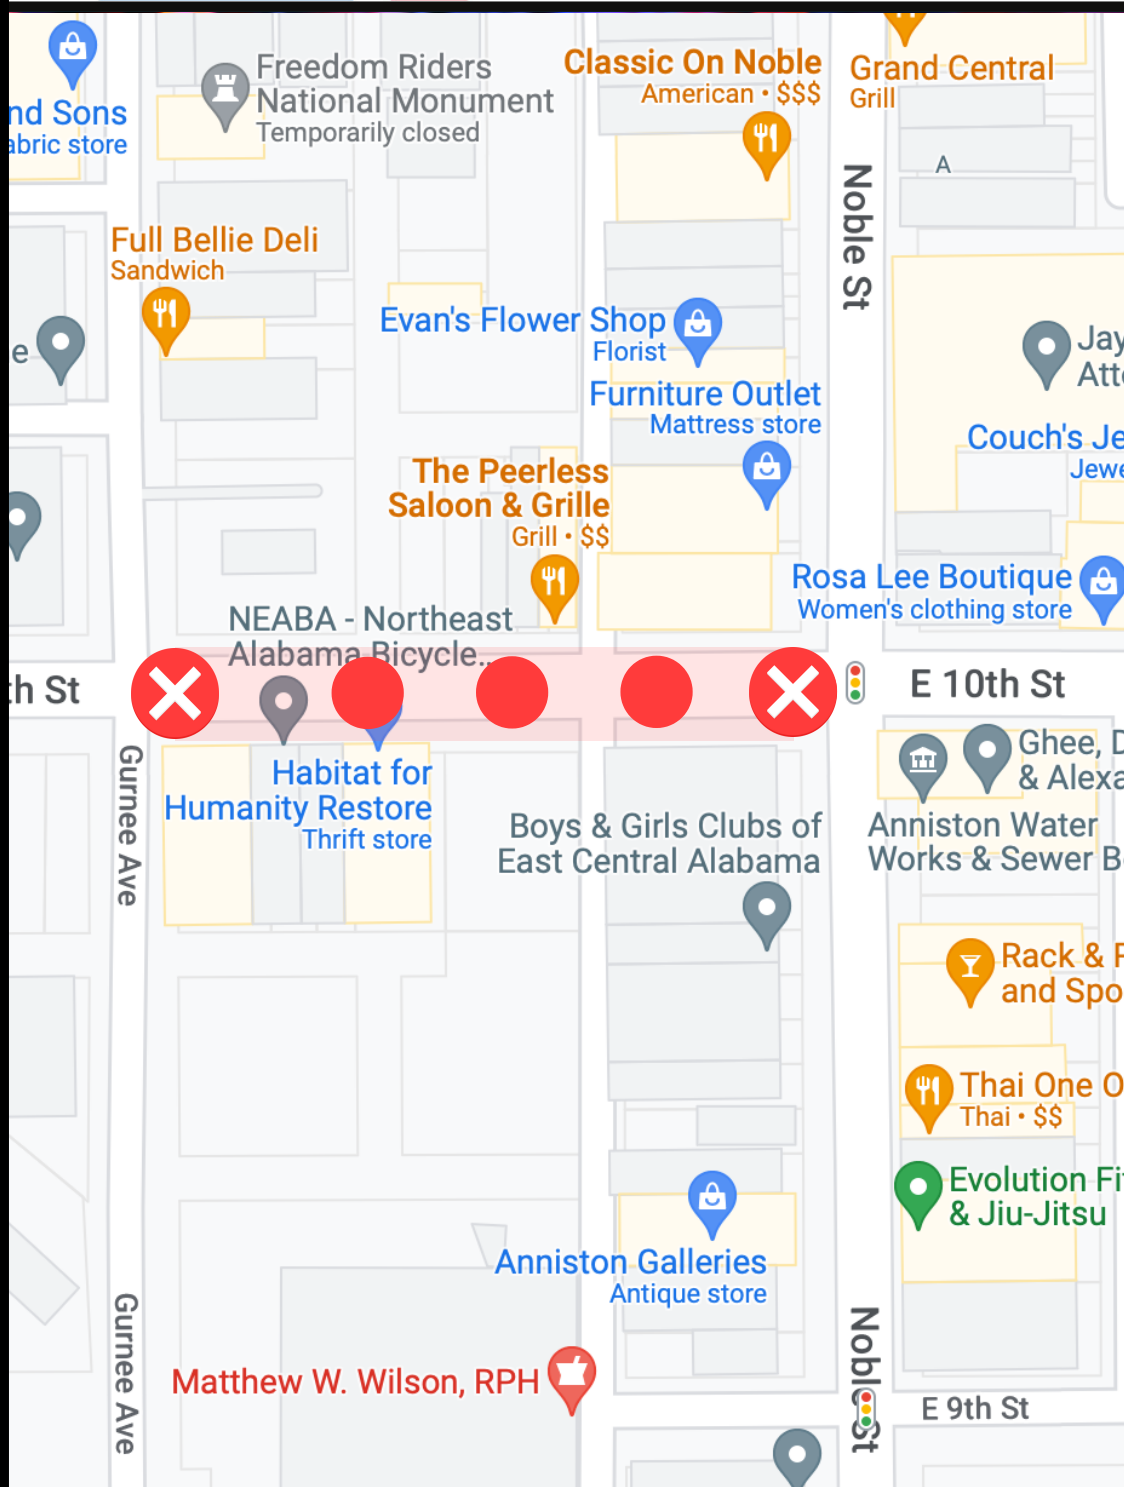 Freedom Riders
National Monument
Temporarily closed
Classic On Noble
American • $$$
Grand Central
Grill
nd Sons
abric store
A
Noble St
Full Bellie Deli
Sandwich
Evan's Flower Shop
Florist
e
Jay
Atto
Furniture Outlet
Mattress store
Couch's Je
Jewe
The Peerless
Saloon & Grille
Grill • $$
Rosa Lee Boutique
Women's clothing store
NEABA - Northeast
Alabama Bicycle...
th St
E 10th St
Gurnee Ave
Ghee, D
& Alexa
Habitat for
Humanity Restore
Thrift store
Boys & Girls Clubs of
East Central Alabama
Anniston Water
Works & Sewer B
Rack & R
and Spo
Thai One O
Thai • $$
Evolution Fi
& Jiu-Jitsu
Anniston Galleries
Antique store
Gurnee Ave
Noble St
Matthew W. Wilson, RPH
E 9th St